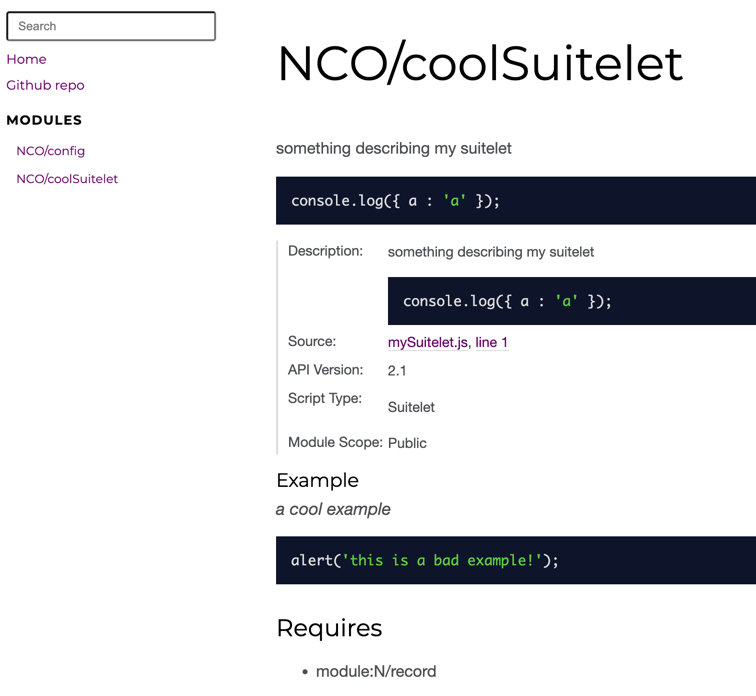 Search
Home
Github repo
MODULES
NCO/config
NCO/coolSuitelet
NCO/coolSuitelet
something describing my suitelet
console.log({ a : 'a' });
Description: something describing my suitelet
console.log({ a : 'a' });
Source: mySuitelet.js, line 1
API Version: 2.1
Script Type: Suitelet
Module Scope: Public
Example
a cool example
alert('this is a bad example!');
Requires
• module:N/record